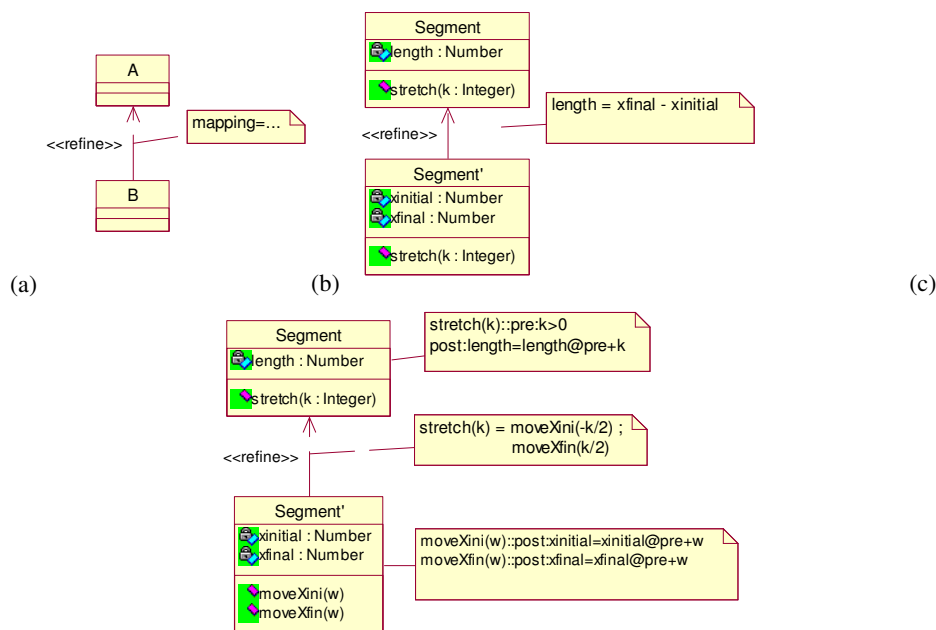 A
<<refine>>
mapping=...
B
(a)
Segment
length : Number
stretch(k : Integer)
<<refine>>
length = xfinal - xinitial
Segment'
xinitial : Number
xfinal : Number
stretch(k : Integer)
(b)
(c)
Segment
length : Number
stretch(k : Integer)
stretch(k)::pre:k>0
post:length=length@pre+k
<<refine>>
stretch(k) = moveXini(-k/2) ;
moveXfin(k/2)
Segment'
xinitial : Number
xfinal : Number
moveXini(w)
moveXfin(w)
moveXini(w)::post:xinitial=xinitial@pre+w
moveXfin(w)::post:xfinal=xfinal@pre+w